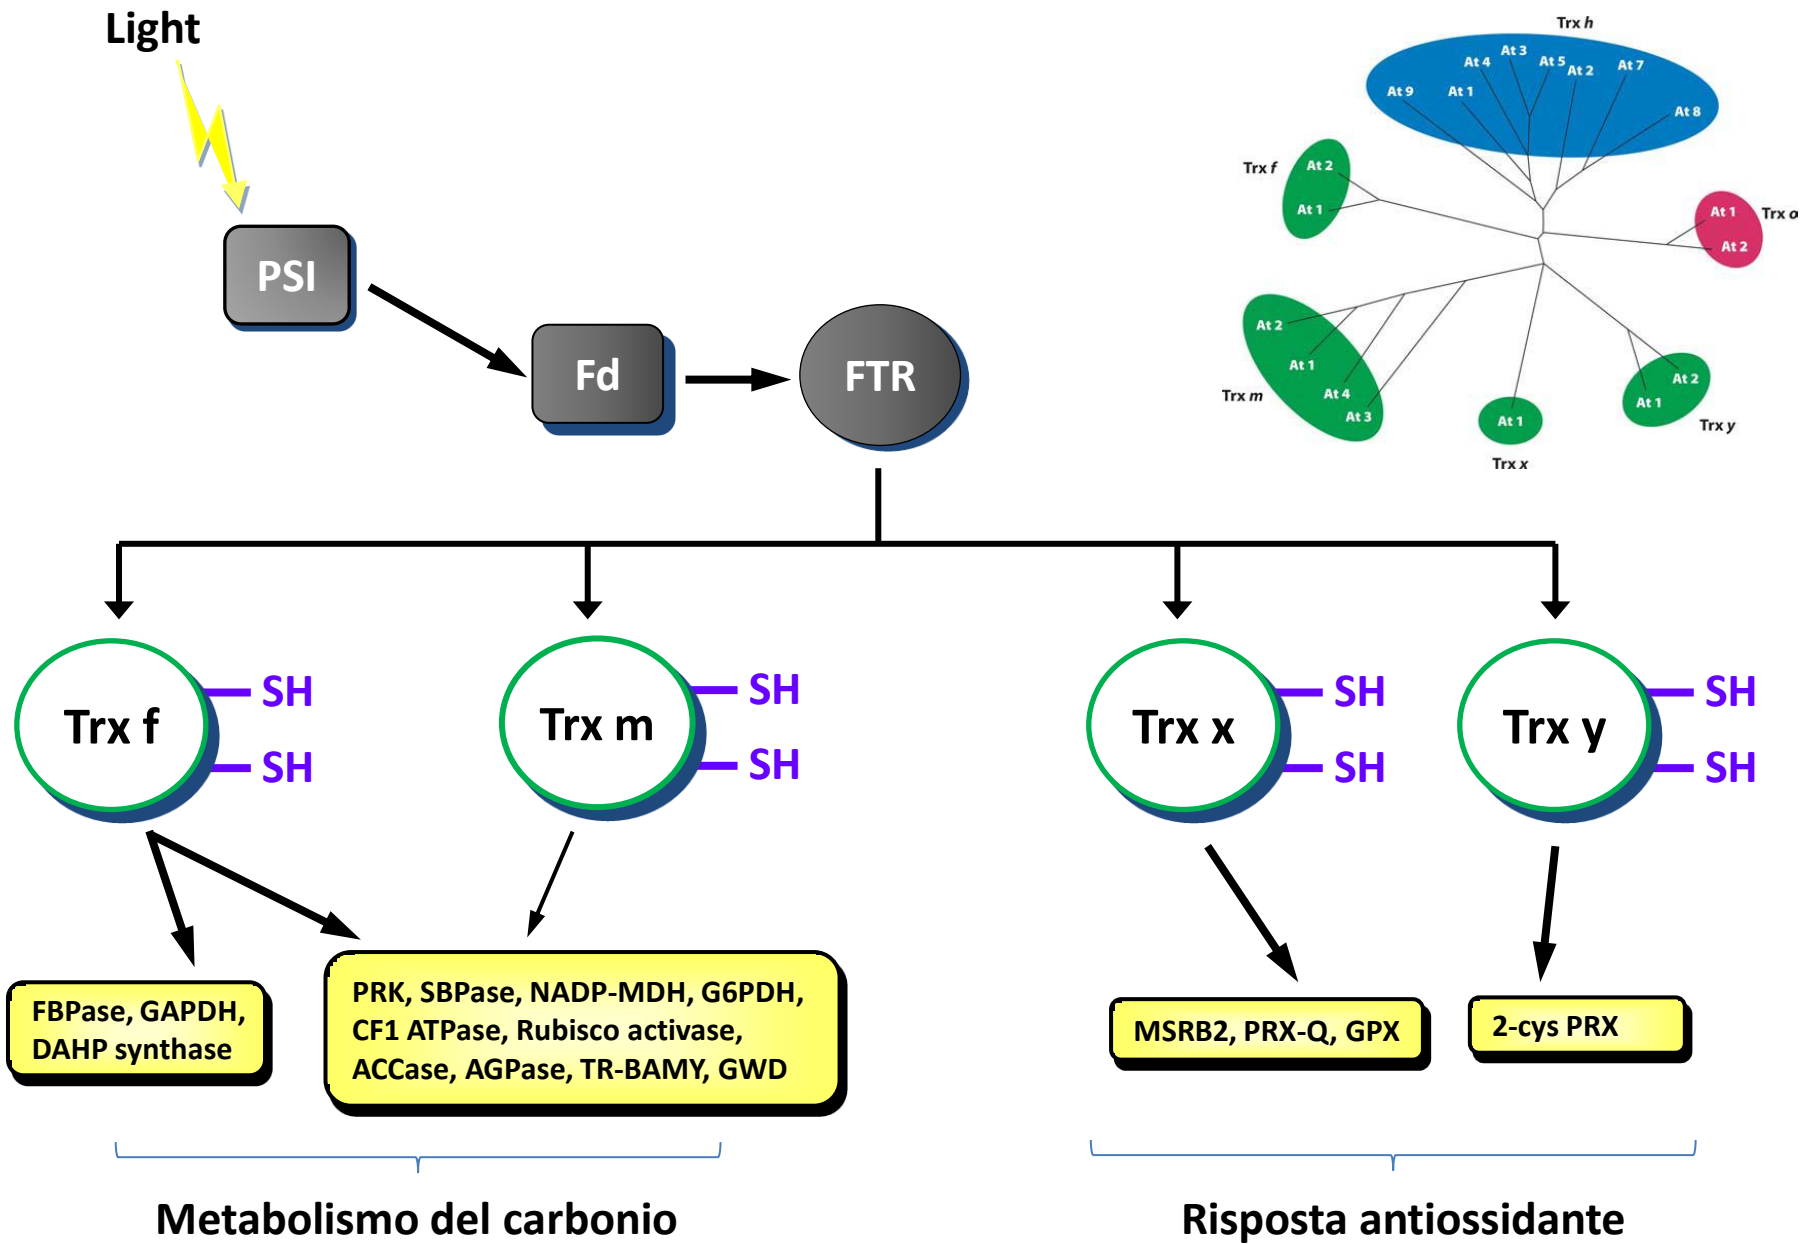 Light
PSI
Fd
FTR
Trx h
At 3
At 4
At 5
At 2
At 7
At 9
At 1
At 8
Trx f
At 2
At 1
At 1
Trx o
At 2
At 2
At 1
At 4
At 3
Trx m
At 1
Trx x
At 2
At 1
Trx y
Trx f
SH
SH
Trx m
SH
SH
Trx x
SH
SH
Trx y
SH
SH
FBPase, GAPDH,
DAHP synthase
PRK, SBPase, NADP-MDH, G6PDH,
CF1 ATPase, Rubisco activase,
ACCase, AGPase, TR-BAMY, GWD
MSRB2, PRX-Q, GPX
2-cys PRX
Metabolismo del carbonio
Risposta antiossidante